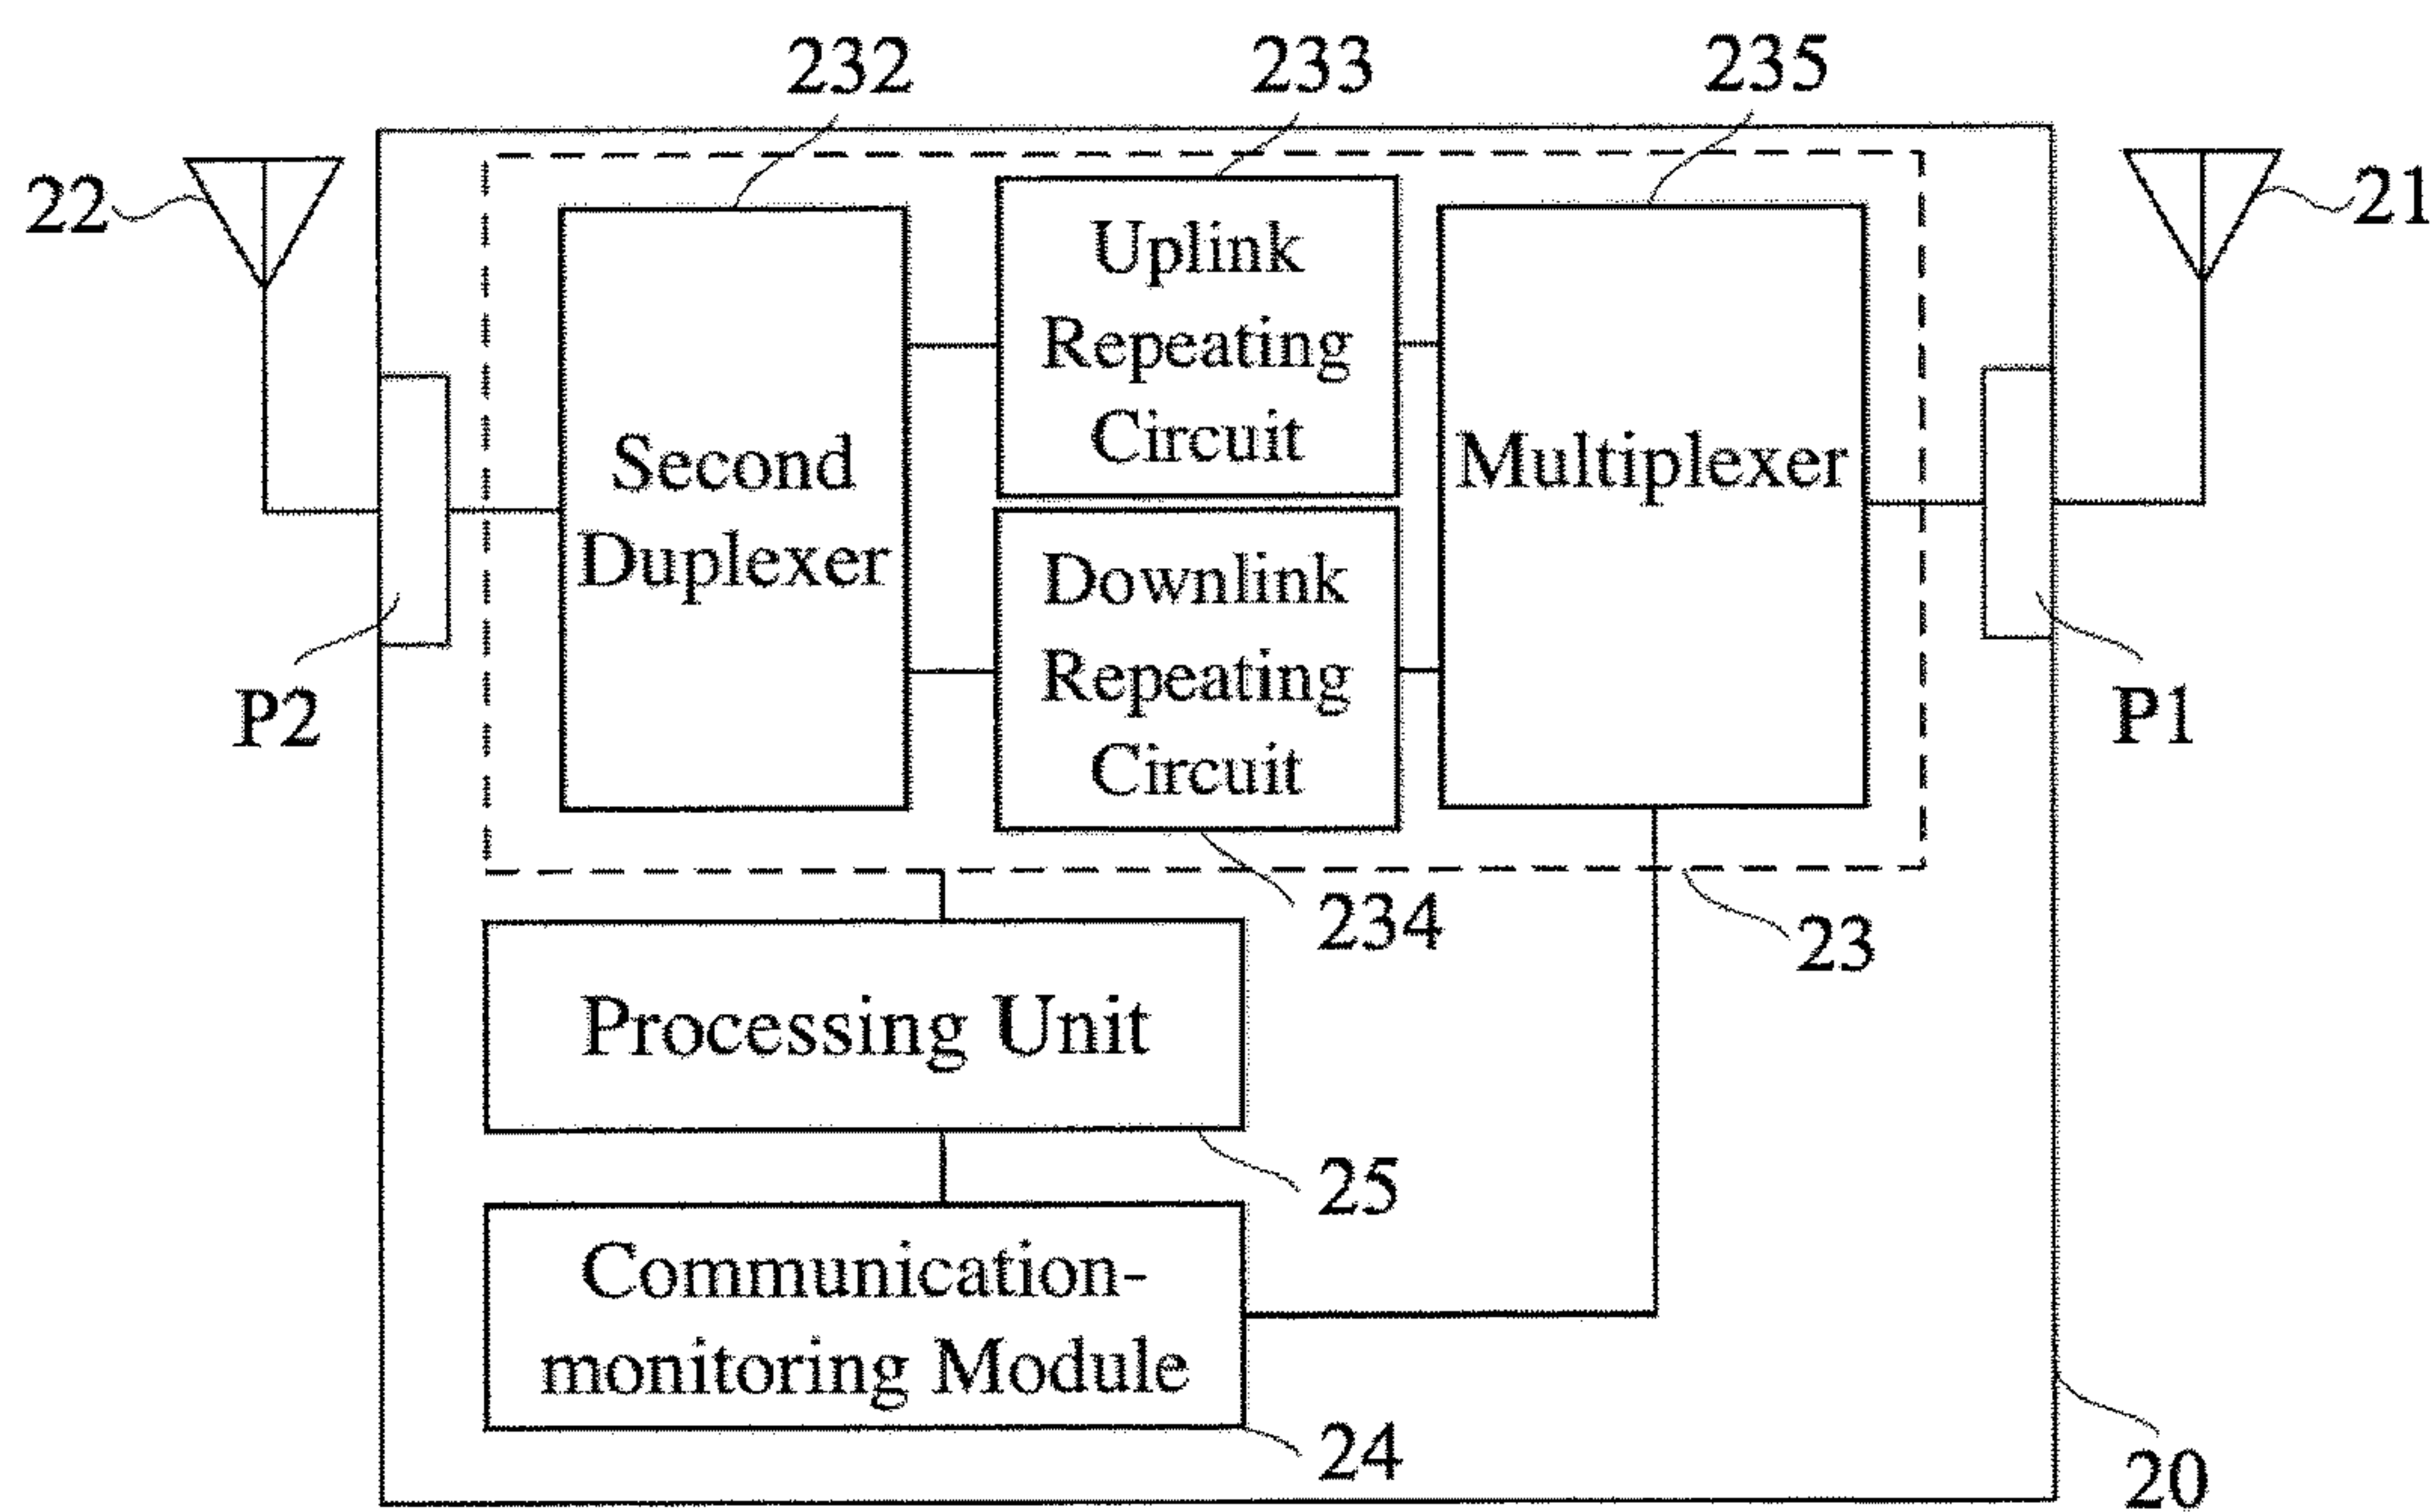 232
233
235
22
21
Uplink
Repeating
Circuit
Second
Duplexer
Multiplexer
Downlink
Repeating
Circuit
P2
P1
234
23
Processing Unit
25
Communication-
monitoring Module
24
20